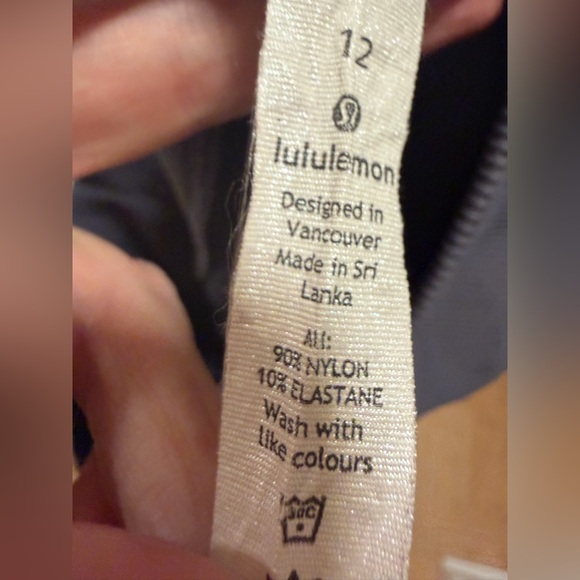 12
lululemon
Designed in
Vancouver
Made in Sri
Lanka
ALL:
90% NYLON
10% ELASTANE
Wash with
like colours
30C